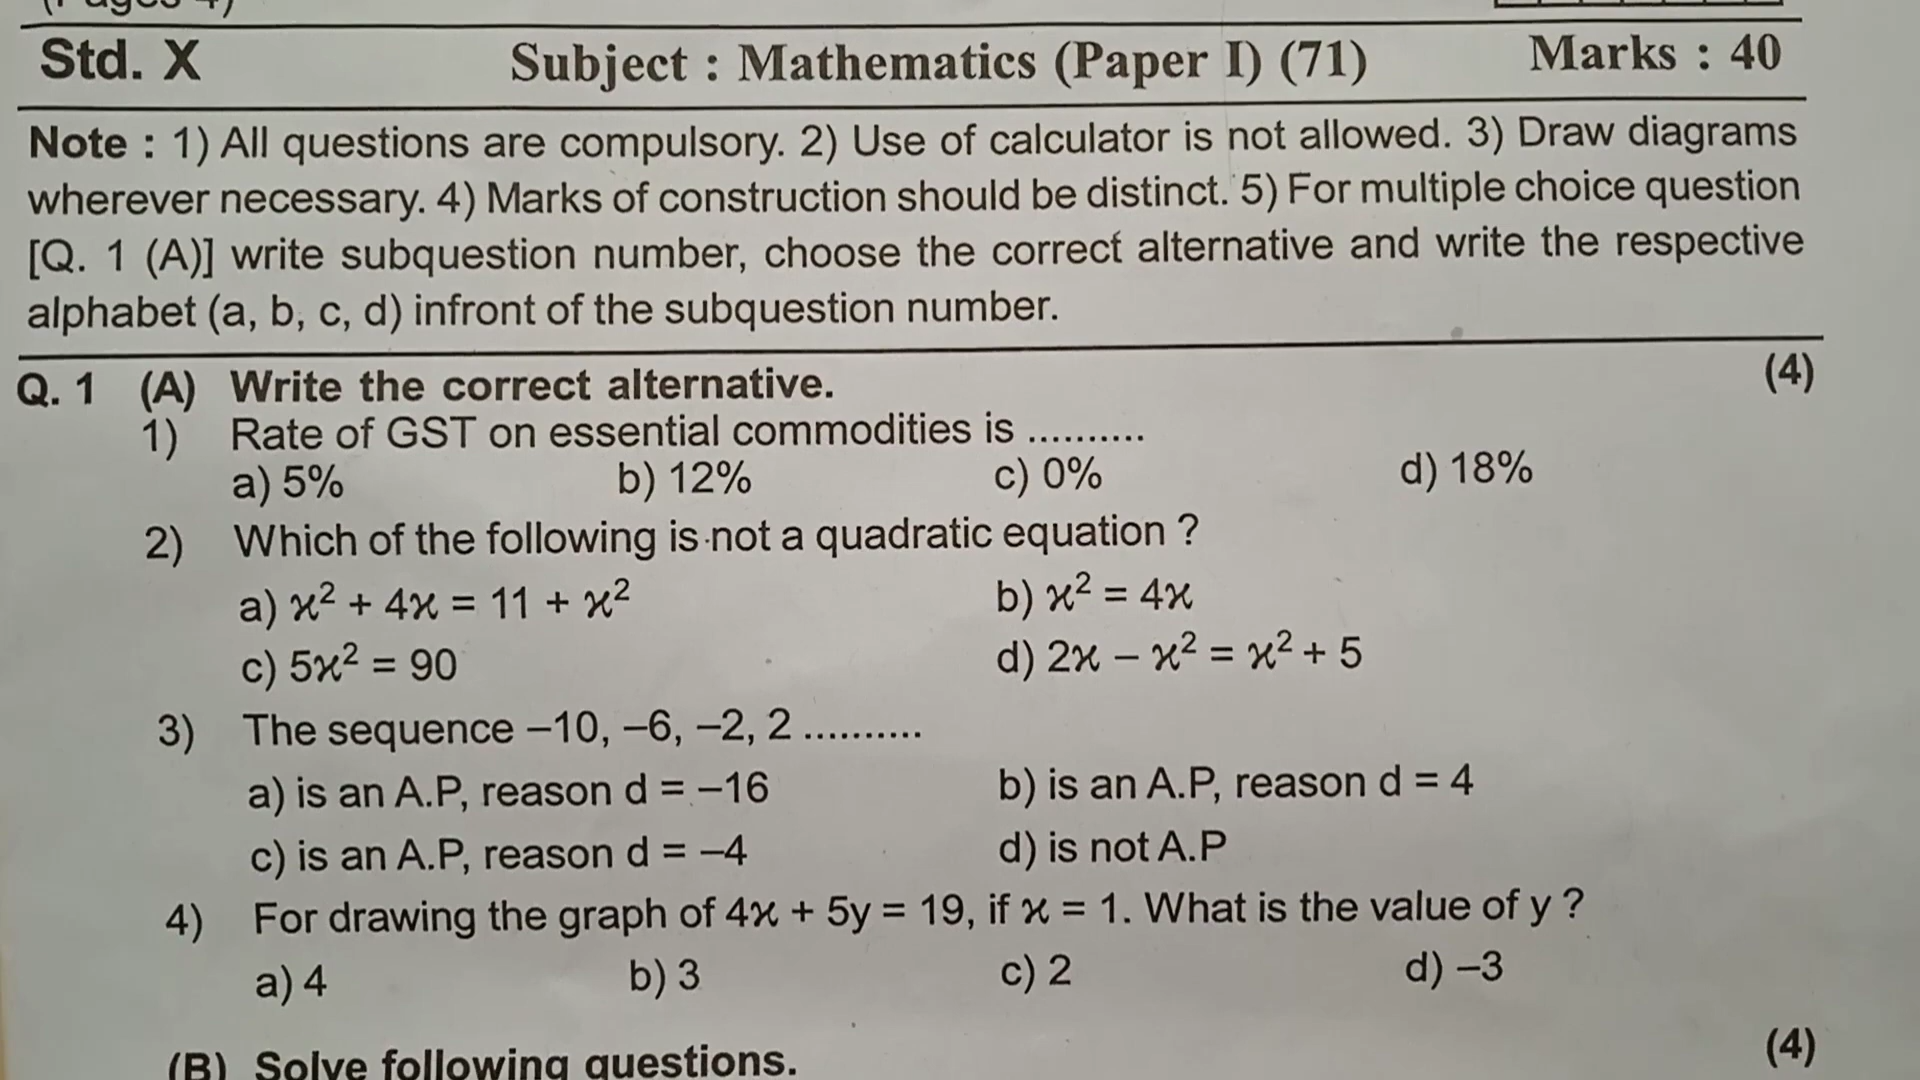 (Pages 4)
Std. X Subject : Mathematics (Paper I) (71) Marks : 40
Note : 1) All questions are compulsory. 2) Use of calculator is not allowed. 3) Draw diagrams
wherever necessary. 4) Marks of construction should be distinct. 5) For multiple choice question
[Q. 1 (A)] write subquestion number, choose the correct alternative and write the respective
alphabet (a, b, c, d) infront of the subquestion number.
Q. 1 (A) Write the correct alternative. (4)
1) Rate of GST on essential commodities is ..........
a) 5% b) 12% c) 0% d) 18%
2) Which of the following is not a quadratic equation ?
a) x² + 4x = 11 + x² b) x² = 4x
c) 5x² = 90 d) 2x – x² = x² + 5
3) The sequence –10, –6, –2, 2 ..........
a) is an A.P, reason d = –16 b) is an A.P, reason d = 4
c) is an A.P, reason d = –4 d) is not A.P
4) For drawing the graph of 4x + 5y = 19, if x = 1. What is the value of y ?
a) 4 b) 3 c) 2 d) –3
(B) Solve following questions. (4)